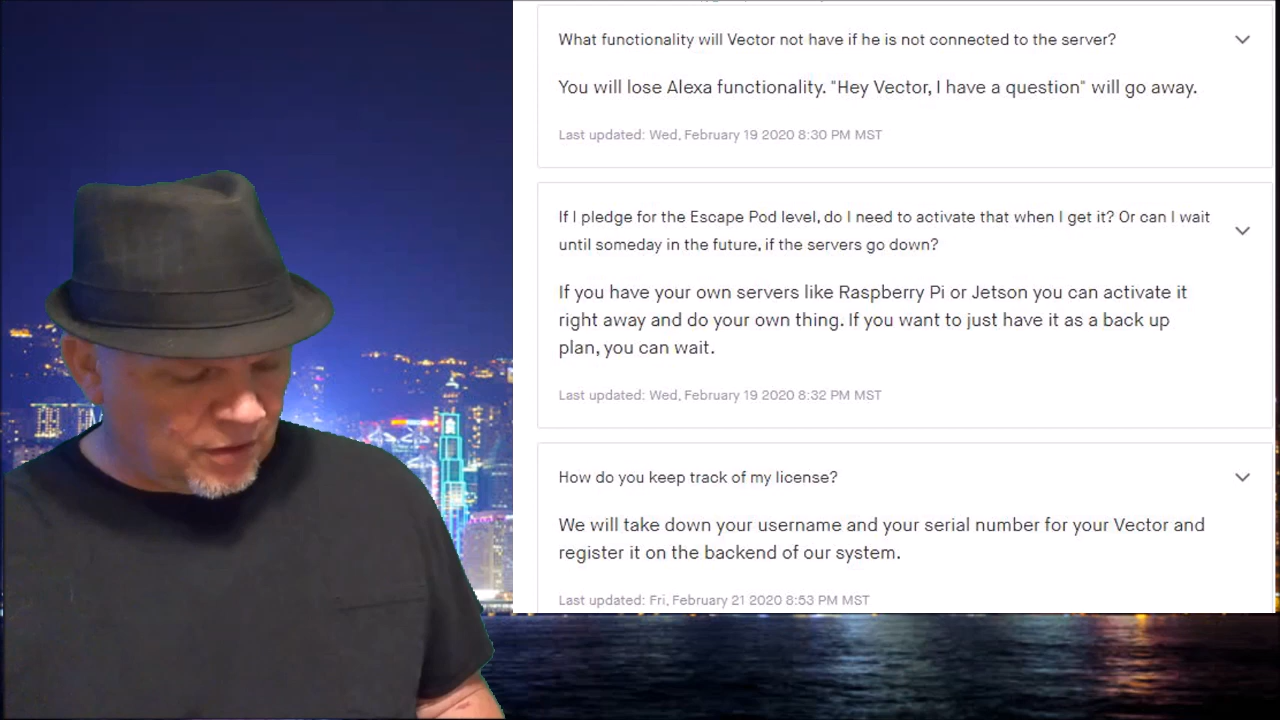 What functionality will Vector not have if he is not connected to the server?
You will lose Alexa functionality. "Hey Vector, I have a question" will go away.
Last updated: Wed, February 19 2020 8:30 PM MST
If I pledge for the Escape Pod level, do I need to activate that when I get it? Or can I wait
until someday in the future, if the servers go down?
If you have your own servers like Raspberry Pi or Jetson you can activate it
right away and do your own thing. If you want to just have it as a back up
plan, you can wait.
Last updated: Wed, February 19 2020 8:32 PM MST
How do you keep track of my license?
We will take down your username and your serial number for your Vector and
register it on the backend of our system.
Last updated: Fri, February 21 2020 8:53 PM MST